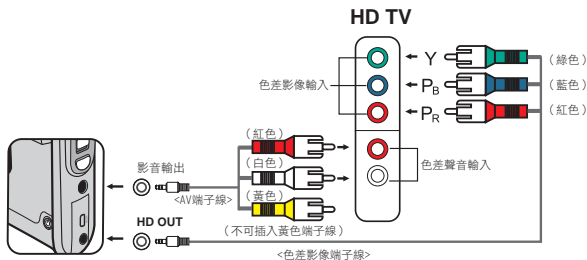 HD TV
Y
（綠色）
色差影像輸入
PB
（藍色）
PR
（紅色）
（紅色）
（白色）
色差聲音輸入
影音輸出
<AV端子線>
（黃色）
HD OUT
（不可插入黃色端子線）
<色差影像端子線>